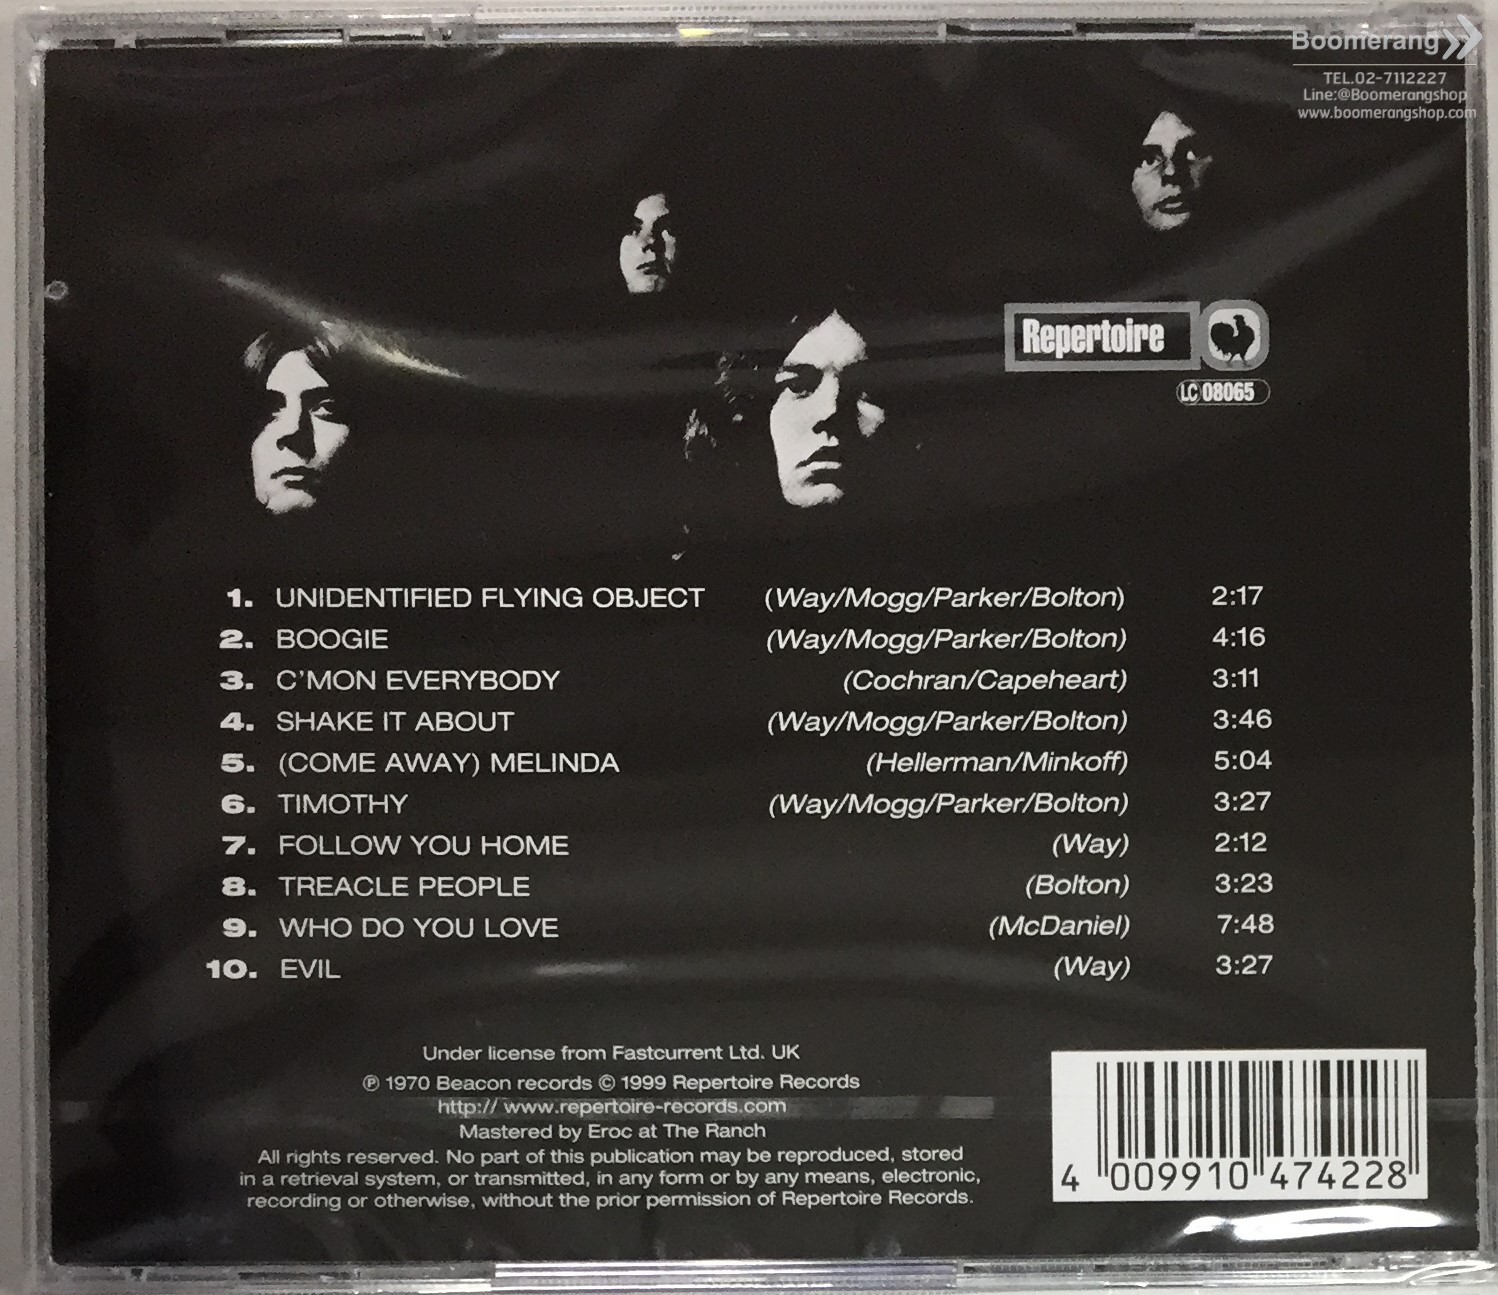 Boomerang
TEL.02-7112227
Line:@Boomerangshop
www.boomerangshop.com
Repertoire
LC 08065
1. UNIDENTIFIED FLYING OBJECT (Way/Mogg/Parker/Bolton) 2:17
2. BOOGIE (Way/Mogg/Parker/Bolton) 4:16
3. C'MON EVERYBODY (Cochran/Capeheart) 3:11
4. SHAKE IT ABOUT (Way/Mogg/Parker/Bolton) 3:46
5. (COME AWAY) MELINDA (Hellerman/Minkoff) 5:04
6. TIMOTHY (Way/Mogg/Parker/Bolton) 3:27
7. FOLLOW YOU HOME (Way) 2:12
8. TREACLE PEOPLE (Bolton) 3:23
9. WHO DO YOU LOVE (McDaniel) 7:48
10. EVIL (Way) 3:27
Under license from Fastcurrent Ltd. UK
℗ 1970 Beacon records © 1999 Repertoire Records
http:// www.repertoire-records.com
Mastered by Eroc at The Ranch
All rights reserved. No part of this publication may be reproduced, stored
in a retrieval system, or transmitted, in any form or by any means, electronic,
recording or otherwise, without the prior permission of Repertoire Records.
4 009910 474228